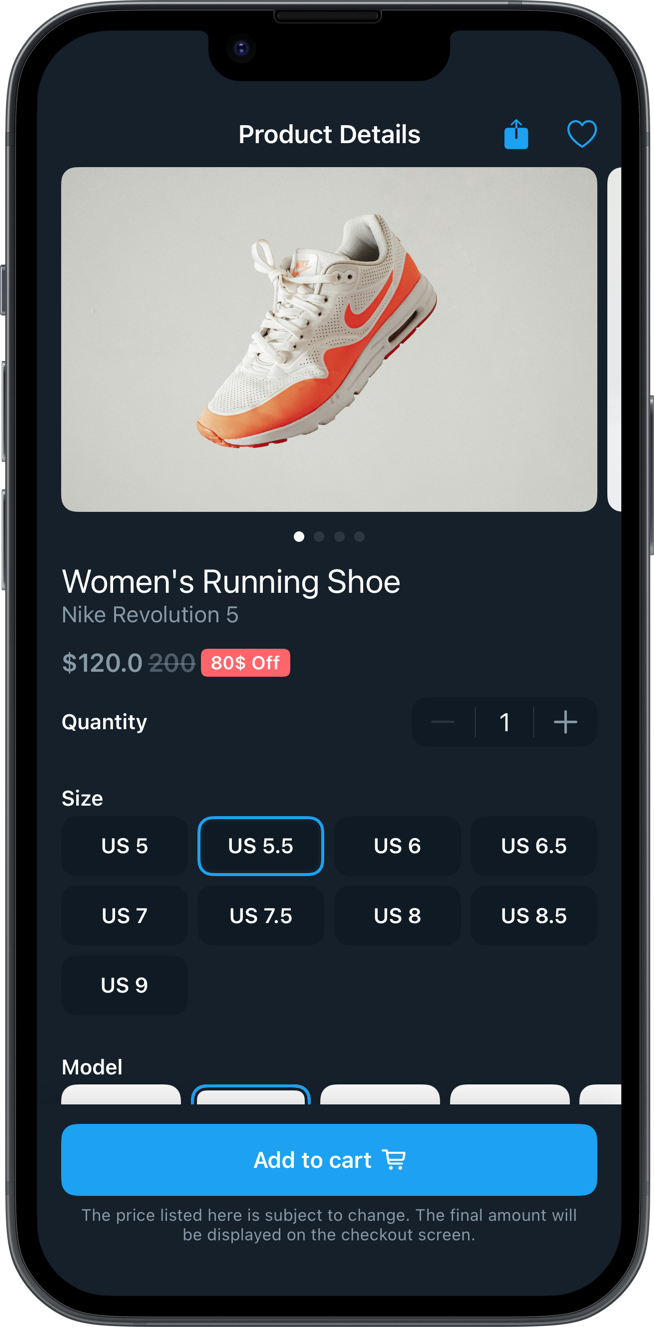 Product Details
Women's Running Shoe
Nike Revolution 5
$120.0 200 80$ Off
Quantity 1
Size
US 5 US 5.5 US 6 US 6.5
US 7 US 7.5 US 8 US 8.5
US 9
Model
Add to cart
The price listed here is subject to change. The final amount will
be displayed on the checkout screen.